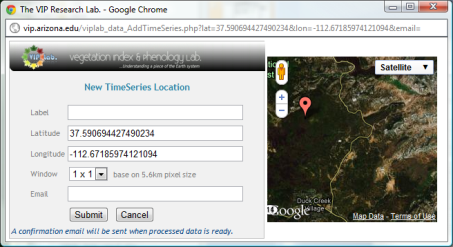 The VIP Research Lab. - Google Chrome
vip.arizona.edu/viplab_data_AddTimeSeries.php?lat=37.590694427490234&lon=-112.67185974121094&email=
vegetation index & phenology Lab.
...Understanding a piece of the Earth system
New TimeSeries Location
Label
Latitude 37.590694427490234
Longitude -112.67185974121094
Window 1 x 1 base on 5.6km pixel size
Email
Submit Cancel
A confirmation email will be sent when processed data is ready.
Satellite ▼
+
-
Duck Creek
Village
Google
Map Data - Terms of Use